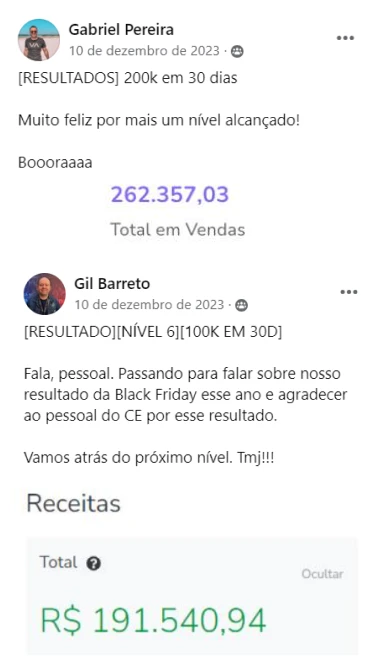 Gabriel Pereira
10 de dezembro de 2023 ·
[RESULTADOS] 200k em 30 dias
Muito feliz por mais um nível alcançado!
Boooraaaa
262.357,03
Total em Vendas
Gil Barreto
10 de dezembro de 2023 ·
[RESULTADO][NÍVEL 6][100K EM 30D]
Fala, pessoal. Passando para falar sobre nosso
resultado da Black Friday esse ano e agradecer
ao pessoal do CE por esse resultado.
Vamos atrás do próximo nível. Tmj!!!
Receitas
Total ?
Ocultar
R$ 191.540,94